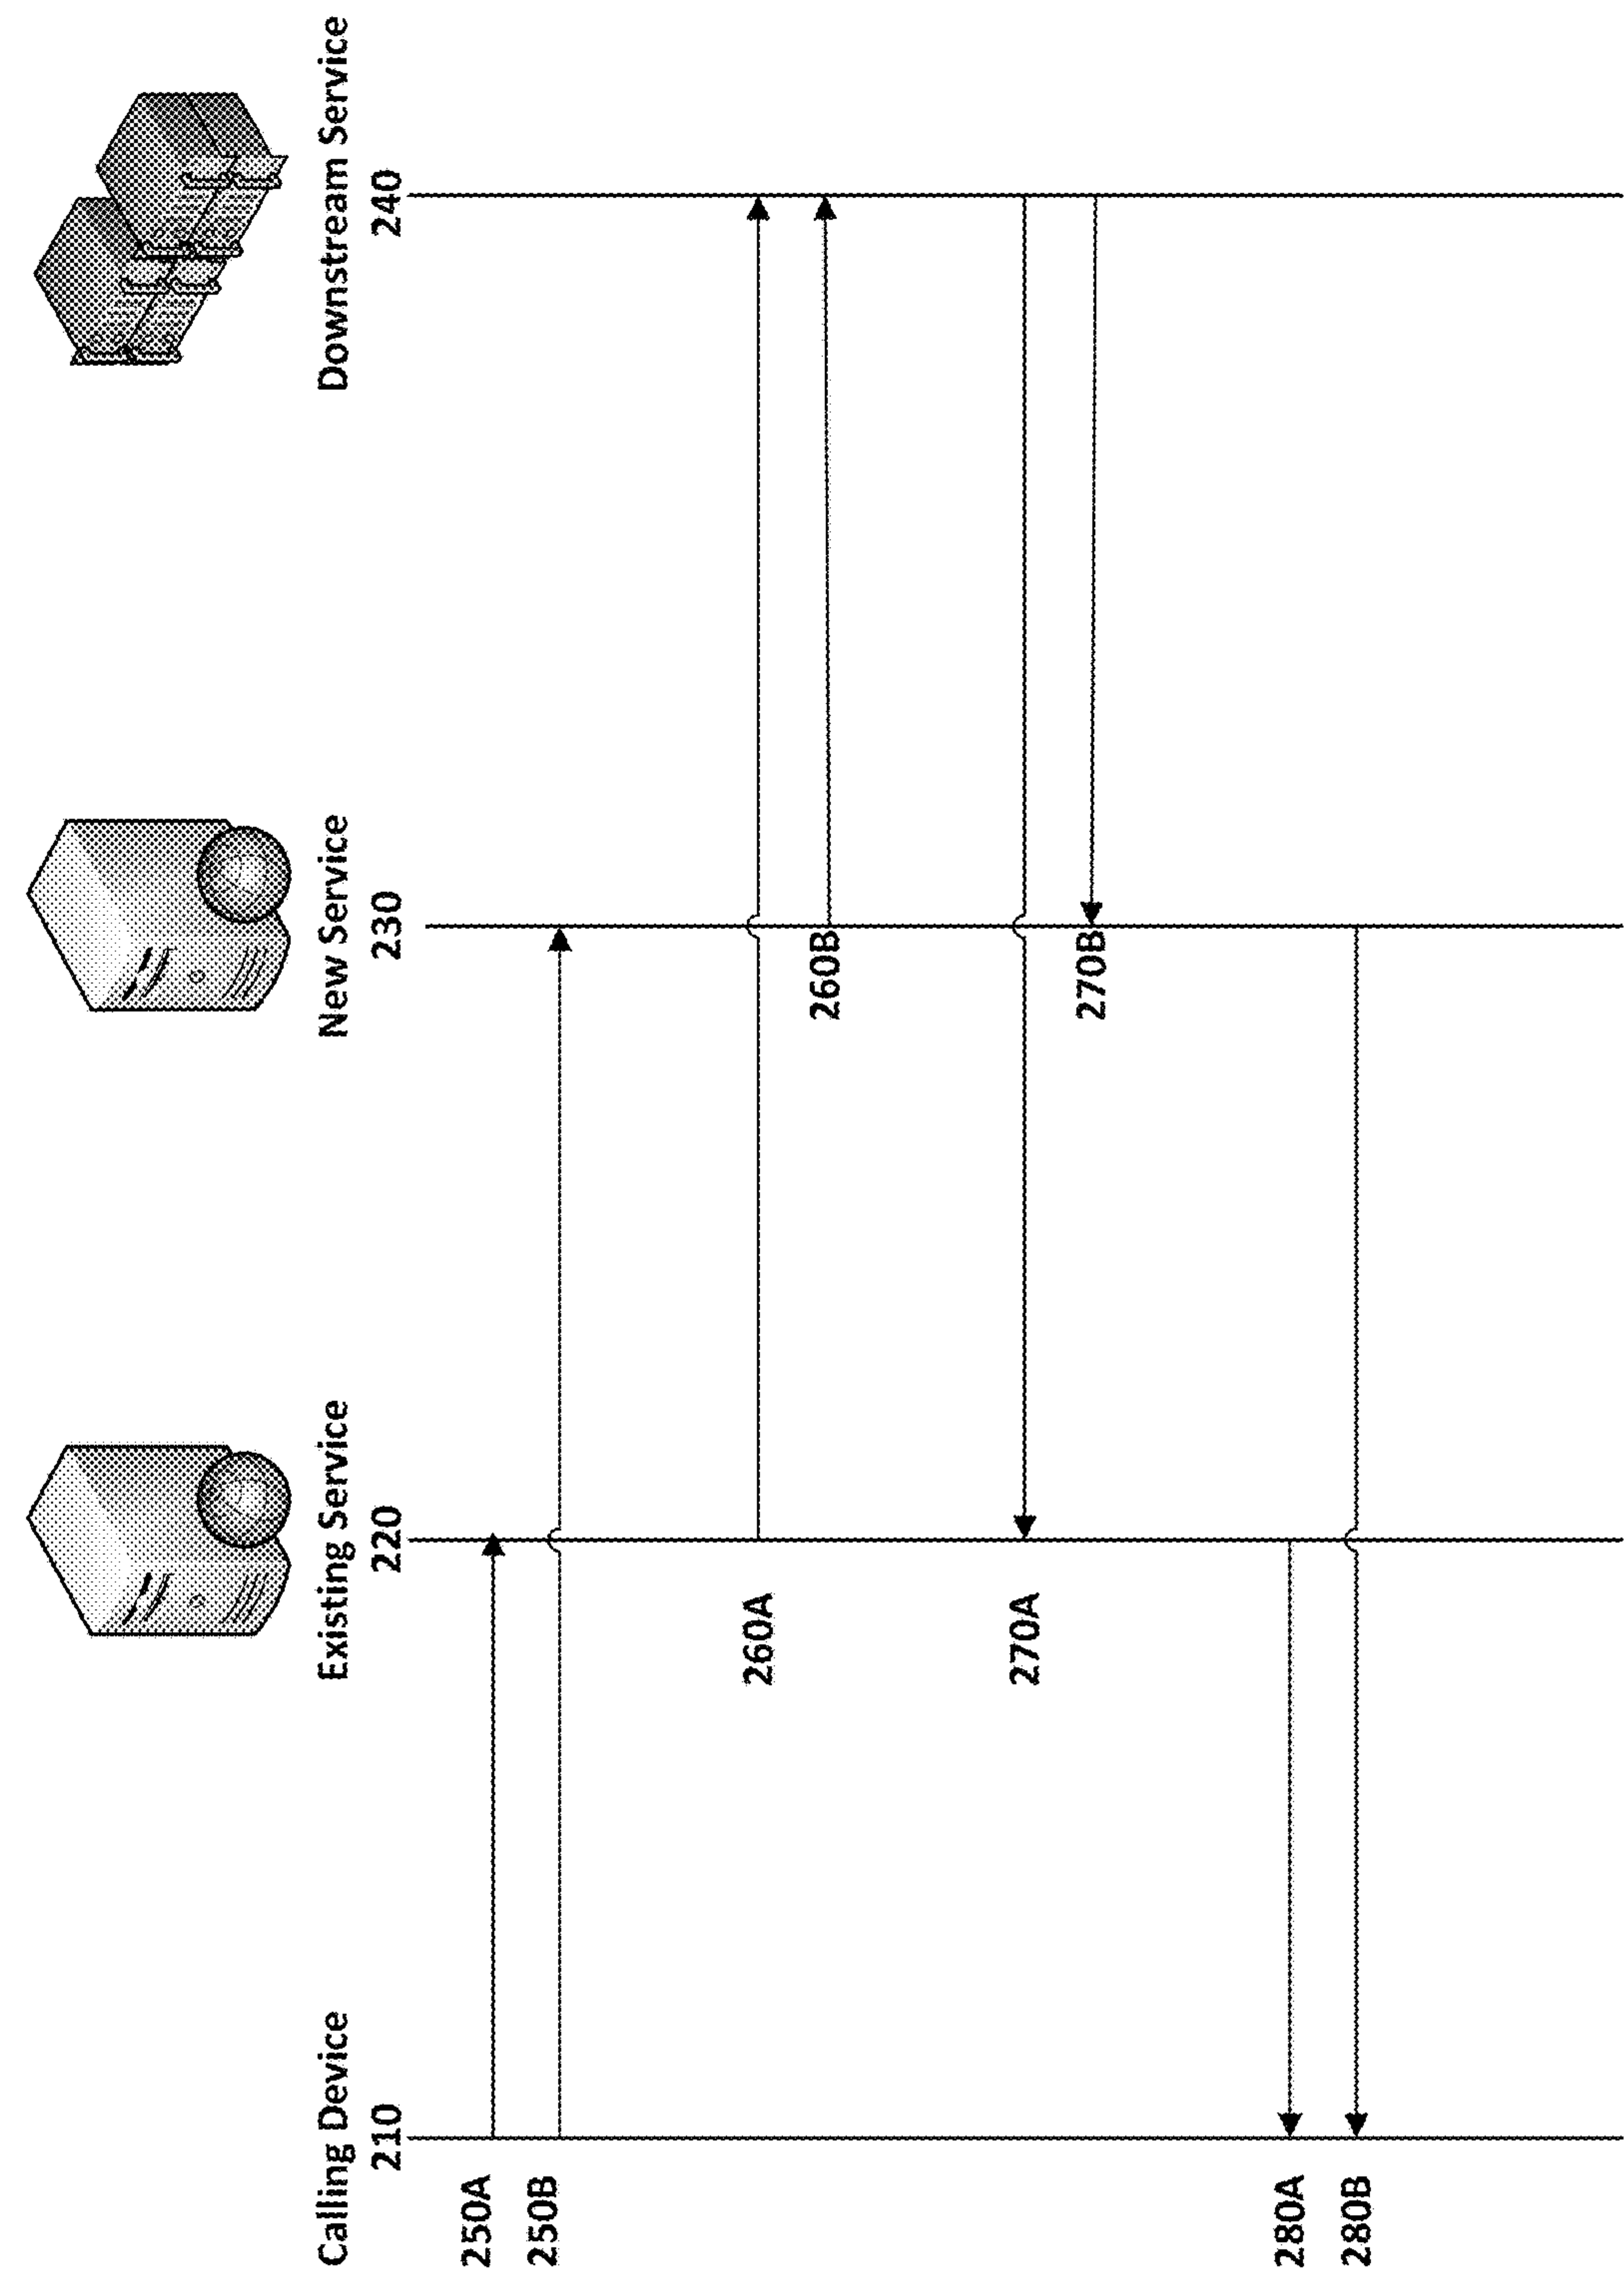 Calling Device
Existing Service
New Service
Downstream Service
210
220
230
240
250A
250B
260A
260B
270A
270B
280A
280B